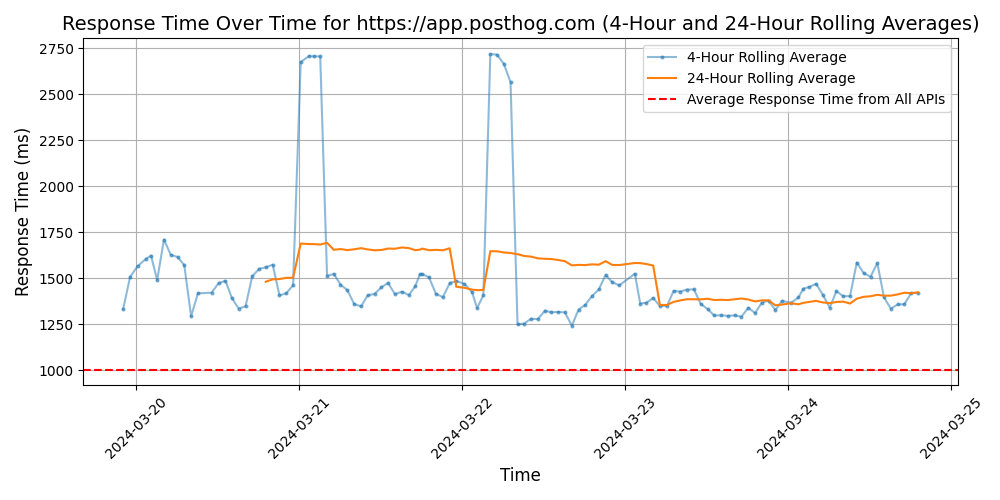 Response Time Over Time for https://app.posthog.com (4-Hour and 24-Hour Rolling Averages)
4-Hour Rolling Average
24-Hour Rolling Average
Average Response Time from All APIs
Response Time (ms)
2750
2500
2250
2000
1750
1500
1250
1000
2024-03-20
2024-03-21
2024-03-22
2024-03-23
2024-03-24
2024-03-25
Time